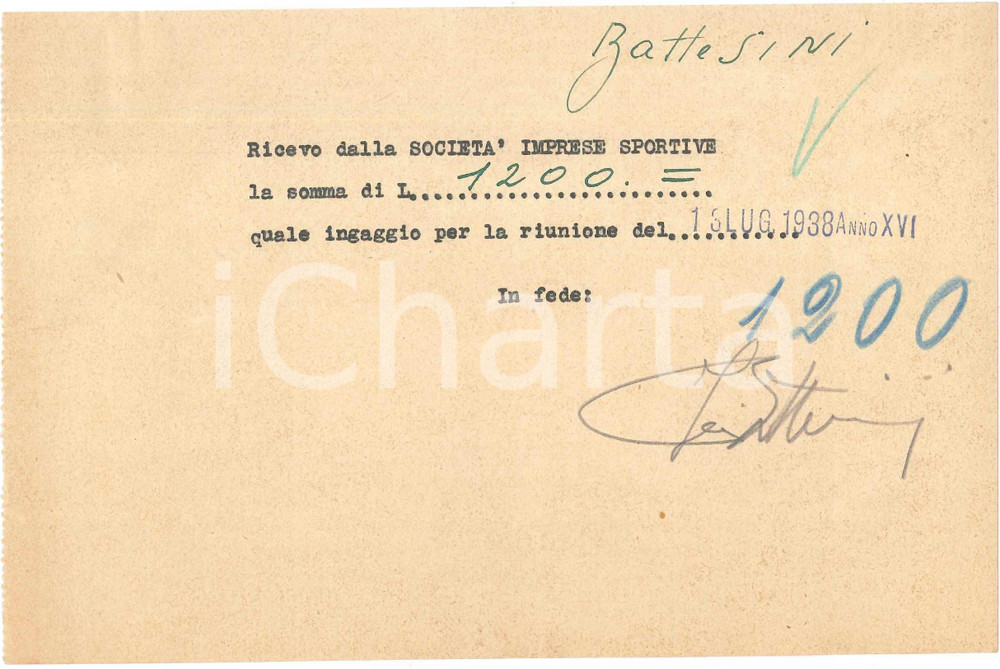 Battesini
Ricevo dalla SOCIETA' IMPRESE SPORTIVE
la somma di L....1200.=....
quale ingaggio per la riunione del........... LUG.1938 ANNO XVI
In fede:
1200
iCharta